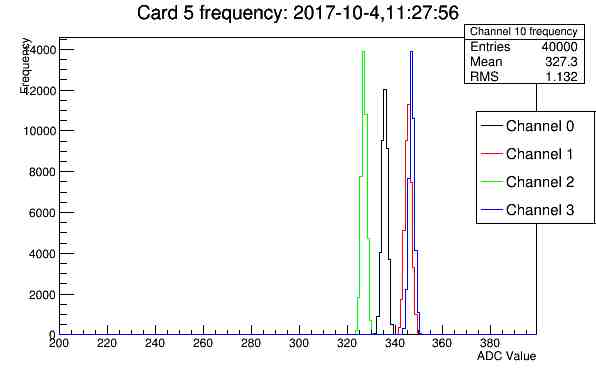 Card 5 frequency: 2017-10-4,11:27:56
Channel 10 frequency
Entries 40000
Mean 327.3
RMS 1.132
Frequency
14000
12000
10000
8000
6000
4000
2000
0
Channel 0
Channel 1
Channel 2
Channel 3
200 220 240 260 280 300 320 340 360 380
ADC Value